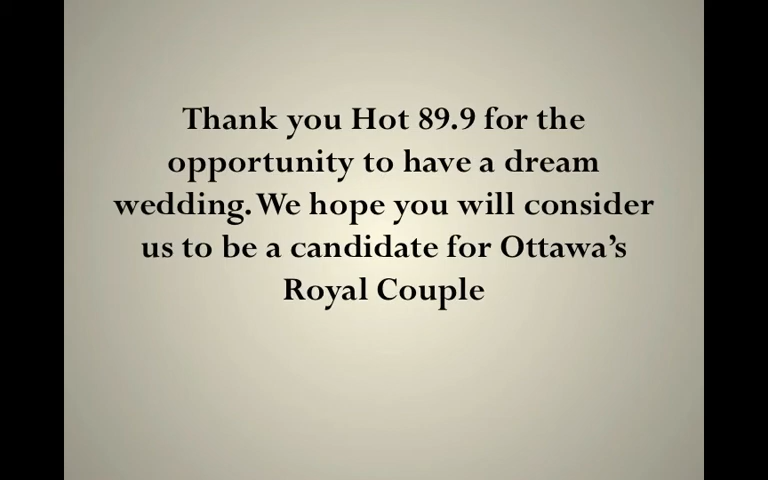 Thank you Hot 89.9 for the
opportunity to have a dream
wedding. We hope you will consider
us to be a candidate for Ottawa’s
Royal Couple